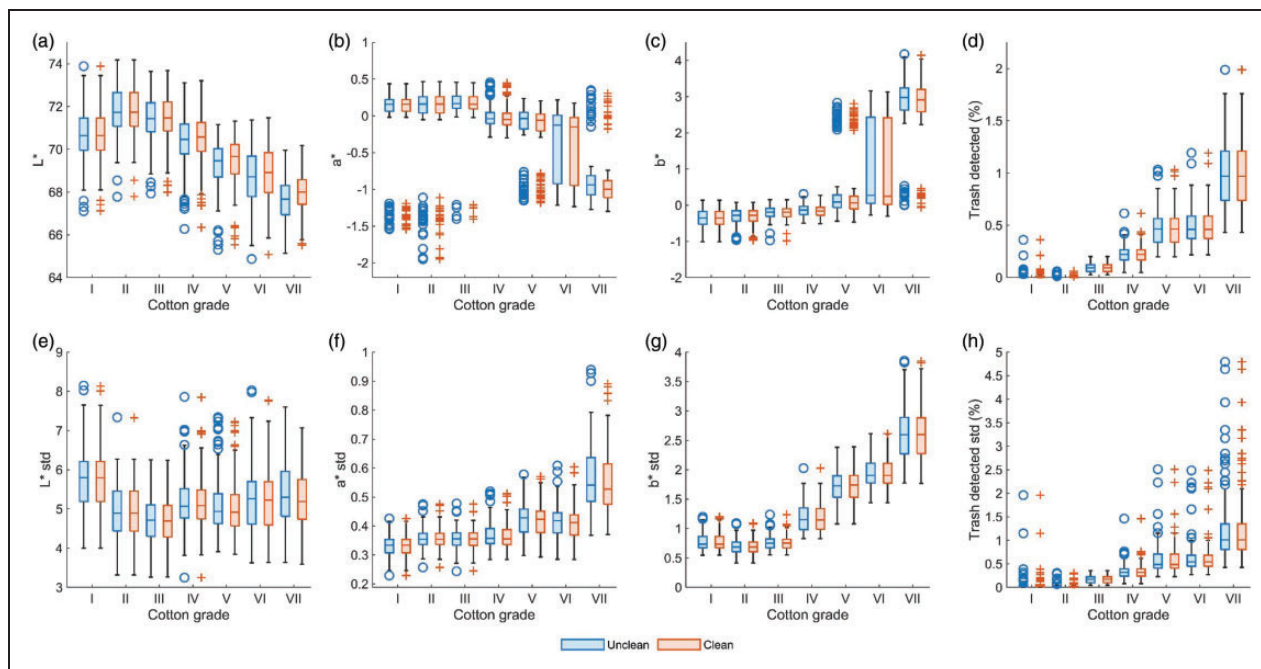 (a)
L*
74
72
70
68
66
64
I II III IV V VI VII
Cotton grade
(b)
a*
1
0.5
0
-0.5
-1
-1.5
-2
I II III IV V VI VII
Cotton grade
(c)
b*
4
3
2
1
0
-1
-2
I II III IV V VI VII
Cotton grade
(d)
Trash detected (%)
2
1.5
1
0.5
0
I II III IV V VI VII
Cotton grade
(e)
L* std
9
8
7
6
5
4
3
I II III IV V VI VII
Cotton grade
(f)
a* std
1
0.9
0.8
0.7
0.6
0.5
0.4
0.3
0.2
I II III IV V VI VII
Cotton grade
(g)
b* std
4
3.5
3
2.5
2
1.5
1
0.5
0
I II III IV V VI VII
Cotton grade
(h)
Trash detected std (%)
5
4.5
4
3.5
3
2.5
2
1.5
1
0.5
0
I II III IV V VI VII
Cotton grade
Unclean Clean